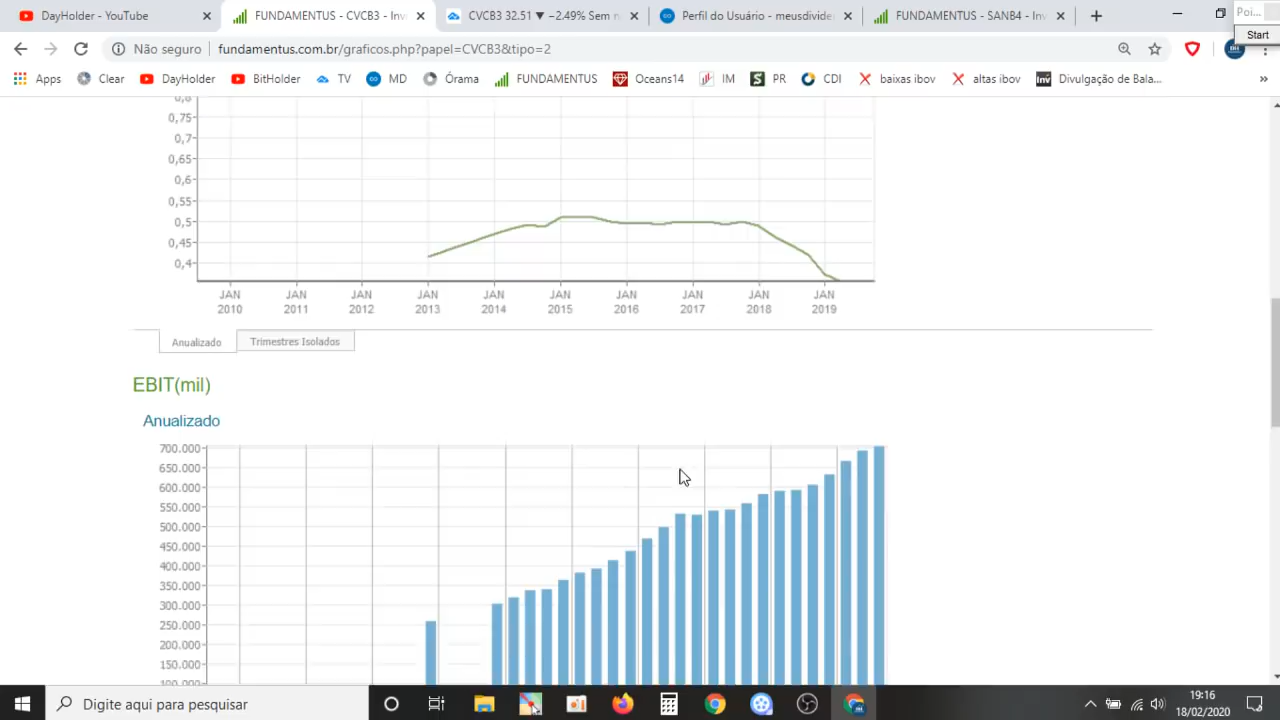 DayHolder - YouTube
FUNDAMENTUS - CVCB3 - Inv
CVCB3 32.51 ▼ -2.49% Sem n
Perfil do Usuário - meusdivider
FUNDAMENTUS - SANB4 - Inv
Poi...
Start
Não seguro
fundamentus.com.br/graficos.php?papel=CVCB3&tipo=2
Apps
Clear
DayHolder
BitHolder
TV
MD
Órama
FUNDAMENTUS
Oceans14
IM
PR
CDI
baixas ibov
altas ibov
Divulgação de Bala...
»
0,8
0,75
0,7
0,65
0,6
0,55
0,5
0,45
0,4
JAN JAN JAN JAN JAN JAN JAN JAN JAN JAN
2010 2011 2012 2013 2014 2015 2016 2017 2018 2019
Anualizado
Trimestres Isolados
EBIT(mil)
Anualizado
700.000
650.000
600.000
550.000
500.000
450.000
400.000
350.000
300.000
250.000
200.000
150.000
100.000
Digite aqui para pesquisar
19:16
18/02/2020